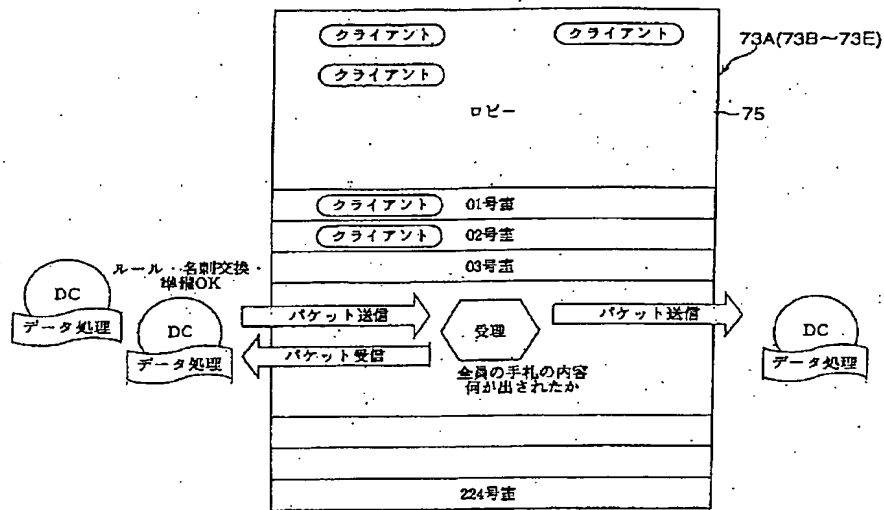 クライアント
クライアント
73A(73B～73E)
クライアント
ロビー
75
クライアント 01号室
クライアント 02号室
03号室
ルール・名刺交換・
準備OK
DC
データ処理
DC
データ処理
パケット送信
受理
パケット送信
DC
データ処理
パケット受信
全員の手札の内容
何が出されたか
224号室